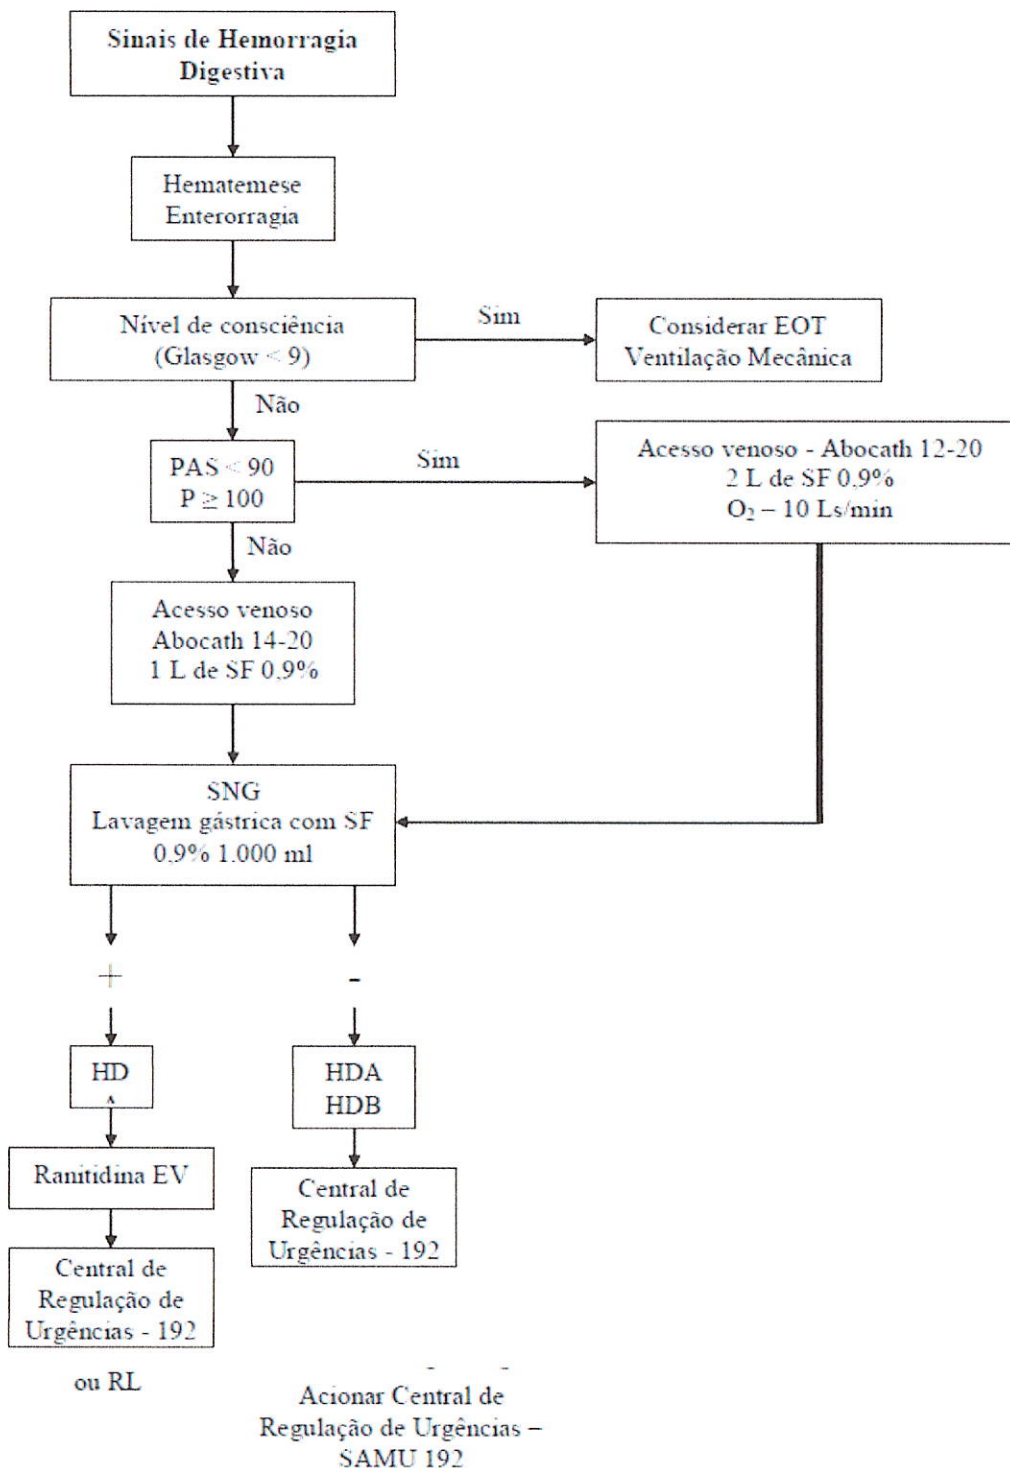 Sinais de Hemorragia
Digestiva
Hematemese
Enterorragia
Nível de consciência
(Glasgow < 9)
Sim
Considerar EOT
Ventilação Mecânica
Não
PAS < 90
P ≥ 100
Sim
Acesso venoso - Abocath 12-20
2 L de SF 0,9%
O₂ – 10 Ls/min
Não
Acesso venoso
Abocath 14-20
1 L de SF 0,9%
SNG
Lavagem gástrica com SF
0,9% 1.000 ml
+
-
HD
HDA
HDB
Ranitidina EV
Central de
Regulação de
Urgências - 192
Central de
Regulação de
Urgências - 192
ou RL
Acionar Central de
Regulação de Urgências –
SAMU 192